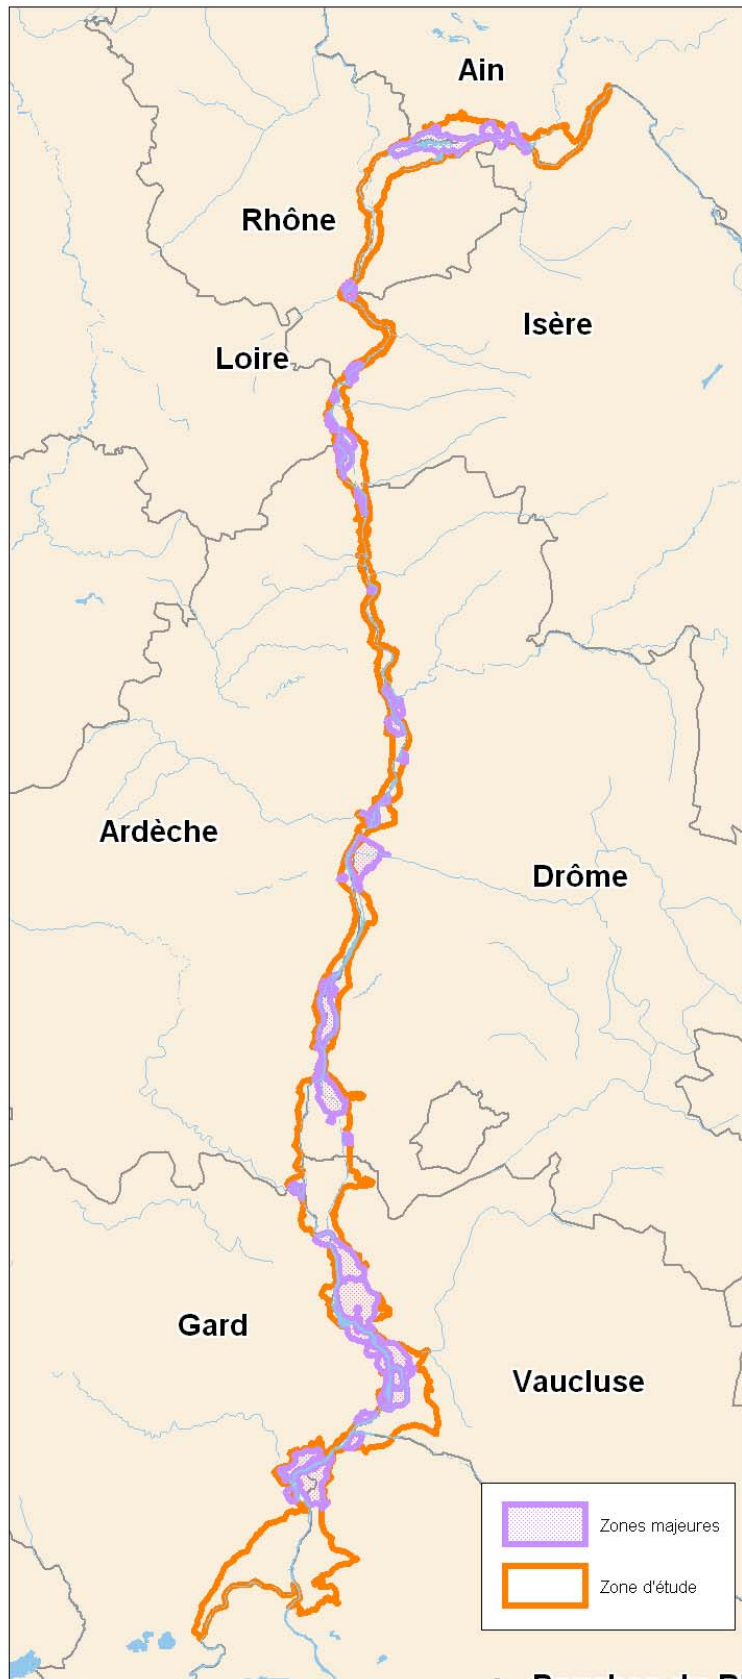 Ain
Rhône
Isère
Loire
Ardèche
Drôme
Gard
Vaucluse
Zones majeures
Zone d'étude